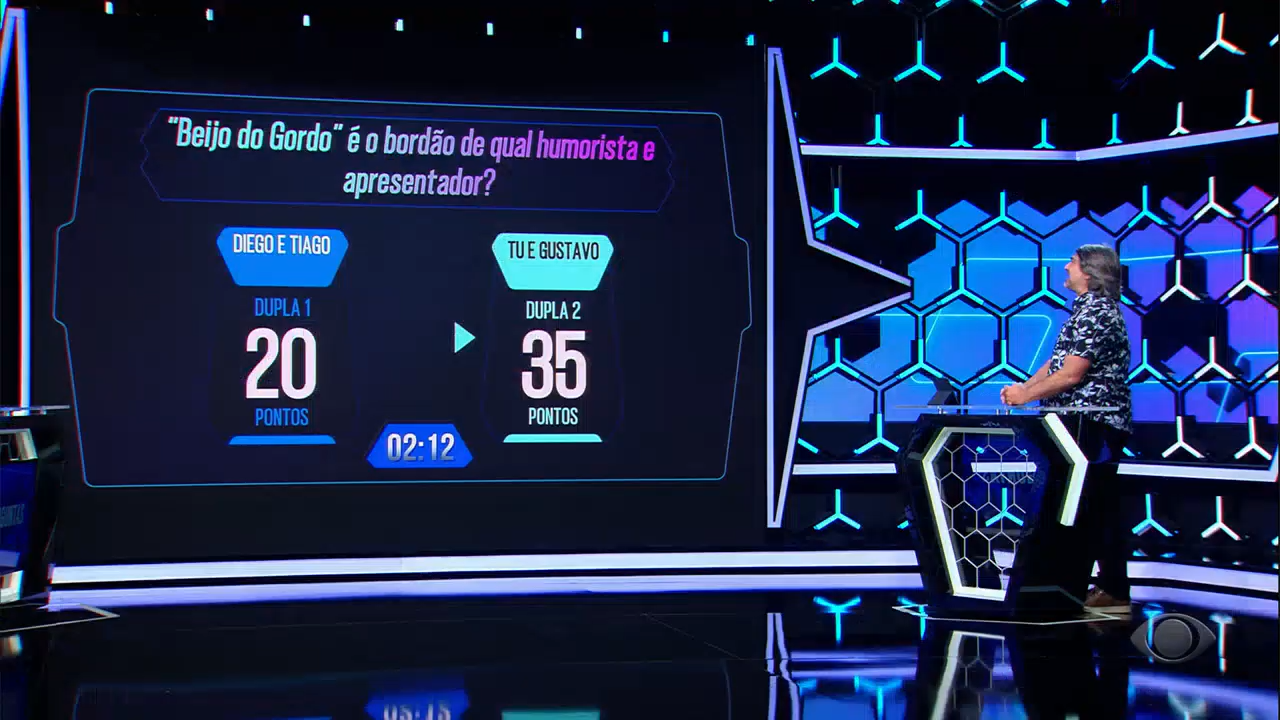 "Beijo do Gordo" é o bordão de qual humorista e
apresentador?
DIEGO E TIAGO
TU E GUSTAVO
DUPLA 1
DUPLA 2
20
35
PONTOS
PONTOS
02:12